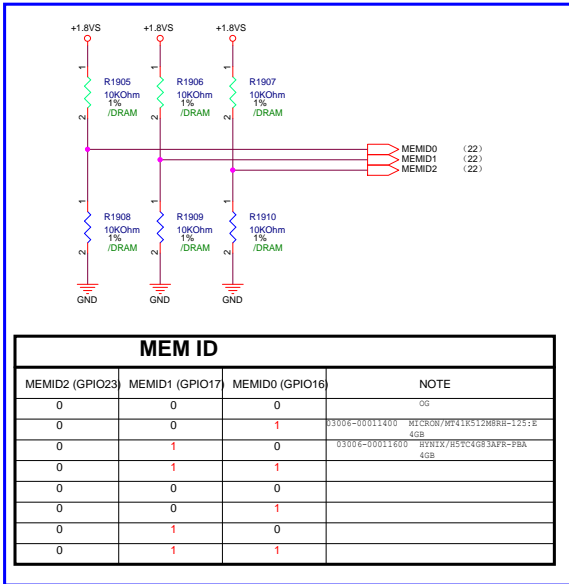 +1.8VS +1.8VS +1.8VS
1 1 1
R1905 R1906 R1907
10KOhm 10KOhm 10KOhm
1% 1% 1%
/DRAM /DRAM /DRAM
2 2 2
MEMID0 (22)
MEMID1 (22)
MEMID2 (22)
1 1 1
R1908 R1909 R1910
10KOhm 10KOhm 10KOhm
1% 1% 1%
/DRAM /DRAM /DRAM
2 2 2
GND GND GND
MEM ID
MEMID2 (GPIO23) MEMID1 (GPIO17) MEMID0 (GPIO16) NOTE
0 0 0 OG
0 0 1 03006-00011400 MICRON/MT41K512M8RH-125:E
4GB
0 1 0 03006-00011600 HYNIX/H5TC4G83AFR-PBA
4GB
0 1 1
0 0 0
0 0 1
0 1 0
0 1 1